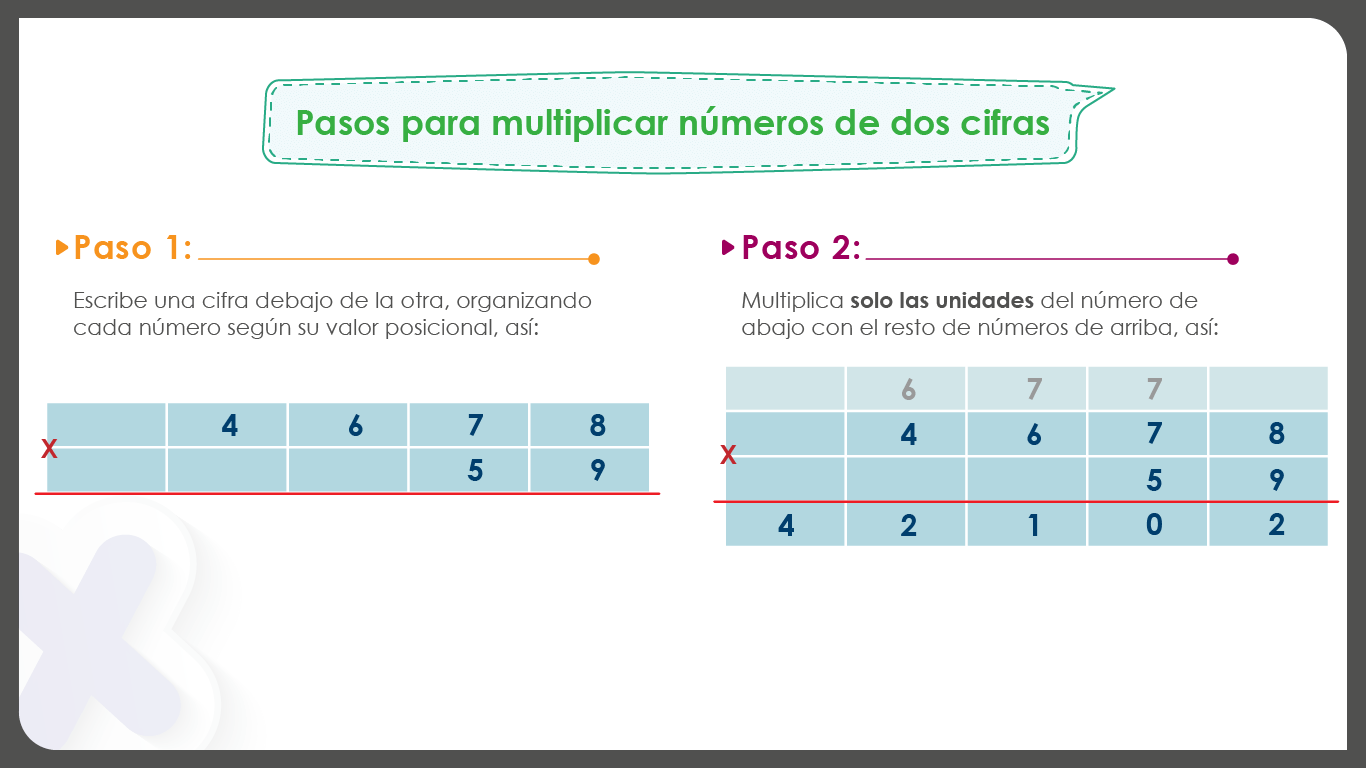 Pasos para multiplicar números de dos cifras
Paso 1:
Escribe una cifra debajo de la otra, organizando
cada número según su valor posicional, así:
4 6 7 8
X
5 9
Paso 2:
Multiplica solo las unidades del número de
abajo con el resto de números de arriba, así:
6 7 7
4 6 7 8
X
5 9
4 2 1 0 2